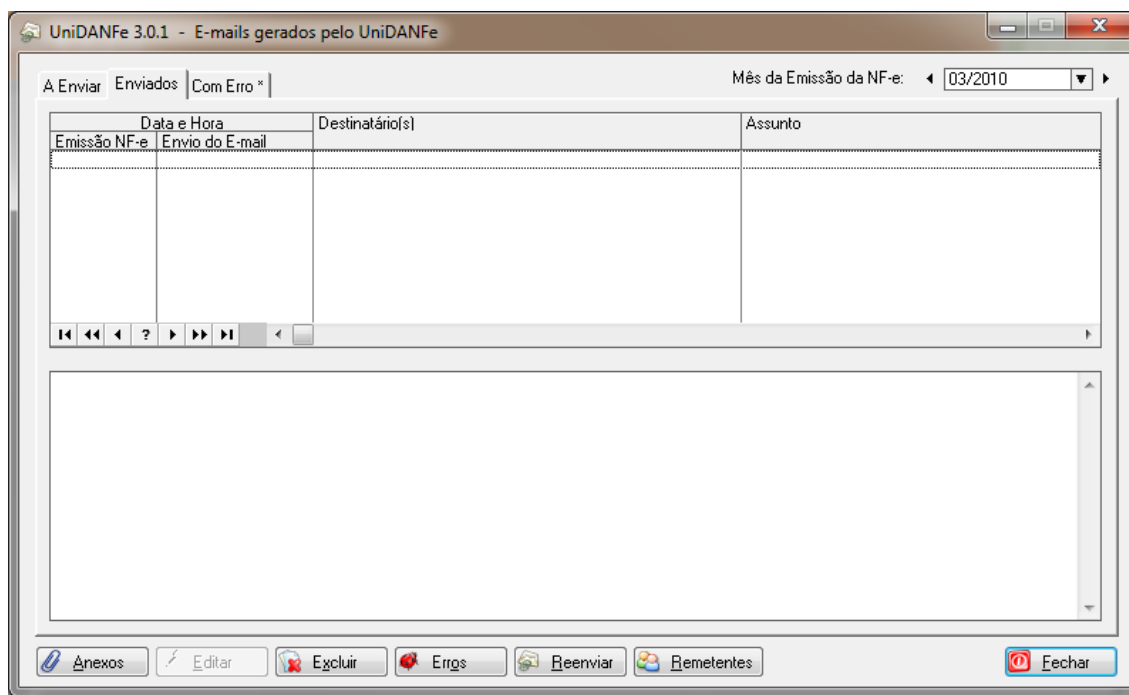 UniDANFe 3.0.1 - E-mails gerados pelo UniDANFe
A Enviar Enviados Com Erro * Mês da Emissão da NF-e: 03/2010
Data e Hora Destinatário(s) Assunto
Emissão NF-e Envio do E-mail
?
Anexos Editar Excluir Erros Reenviar Remetentes Fechar